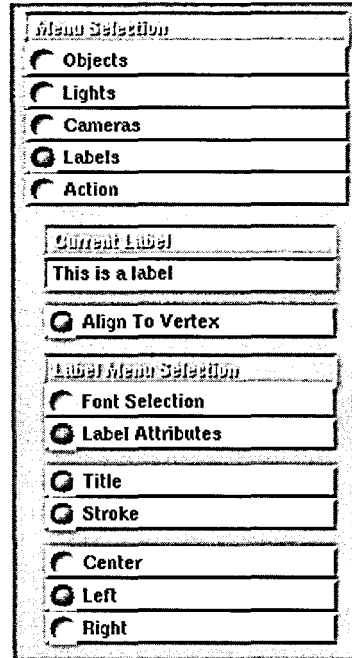 Menu Selection
Objects
Lights
Cameras
Labels
Action
Current Label
This is a label
Align To Vertex
Label Menu Selection
Font Selection
Label Attributes
Title
Stroke
Center
Left
Right